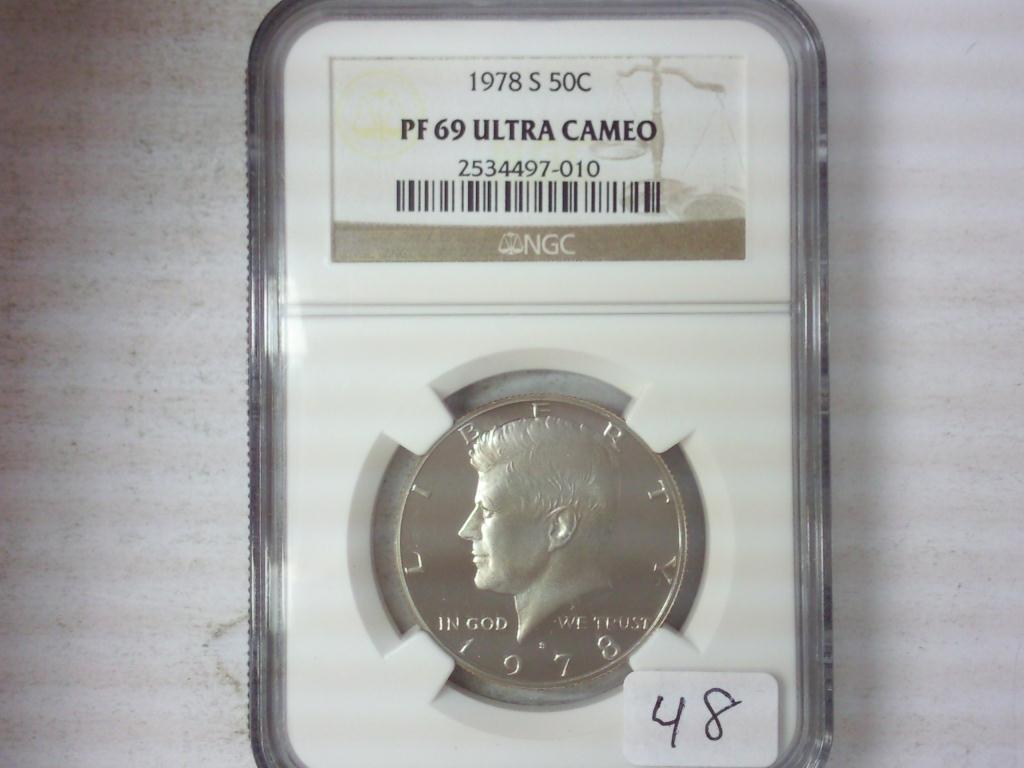 1978 S 50C
PF 69 ULTRA CAMEO
2534497-010
NGC
LIBERTY
IN GOD WE TRUST
S
1978
48